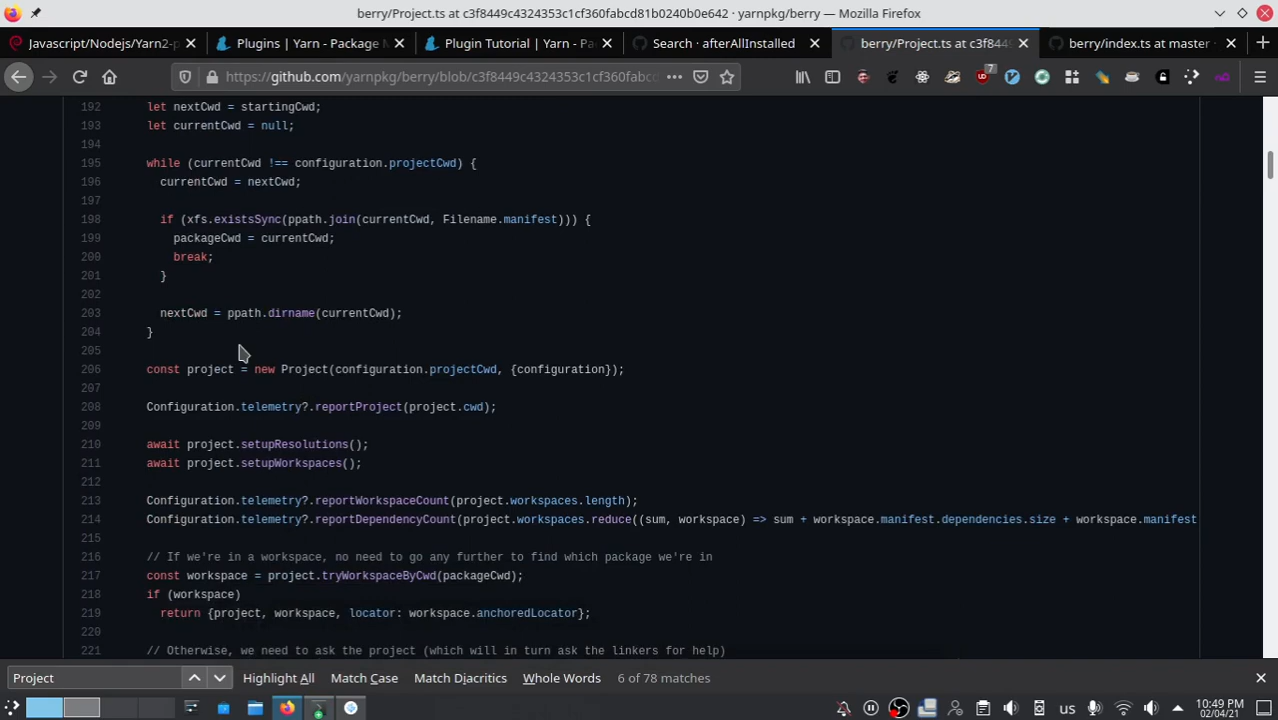 berry/Project.ts at c3f8449c4324353c1cf360fabcd81b0240b0e642 · yarnpkg/berry — Mozilla Firefox
Javascript/Nodejs/Yarn2-p
Plugins | Yarn - Package M
Plugin Tutorial | Yarn - P
Search · afterAllInstalled
berry/Project.ts at c3f8449
berry/index.ts at master ·
https://github.com/yarnpkg/berry/blob/c3f8449c4324353c1cf360fabcd81b0240b0e642
7
192 let nextCwd = startingCwd;
193 let currentCwd = null;
194
195 while (currentCwd !== configuration.projectCwd) {
196 currentCwd = nextCwd;
197
198 if (xfs.existsSync(ppath.join(currentCwd, Filename.manifest))) {
199 packageCwd = currentCwd;
200 break;
201 }
202
203 nextCwd = ppath.dirname(currentCwd);
204 }
205
206 const project = new Project(configuration.projectCwd, {configuration});
207
208 Configuration.telemetry?.reportProject(project.cwd);
209
210 await project.setupResolutions();
211 await project.setupWorkspaces();
212
213 Configuration.telemetry?.reportWorkspaceCount(project.workspaces.length);
214 Configuration.telemetry?.reportDependencyCount(project.workspaces.reduce((sum, workspace) => sum + workspace.manifest.dependencies.size + workspace.manifest
215
216 // If we're in a workspace, no need to go any further to find which package we're in
217 const workspace = project.tryWorkspaceByCwd(packageCwd);
218 if (workspace)
219 return {project, workspace, locator: workspace.anchoredLocator};
220
221 // Otherwise, we need to ask the project (which will in turn ask the linkers for help)
Project
Highlight All
Match Case
Match Diacritics
Whole Words
6 of 78 matches
us
10:49 PM
02/04/21